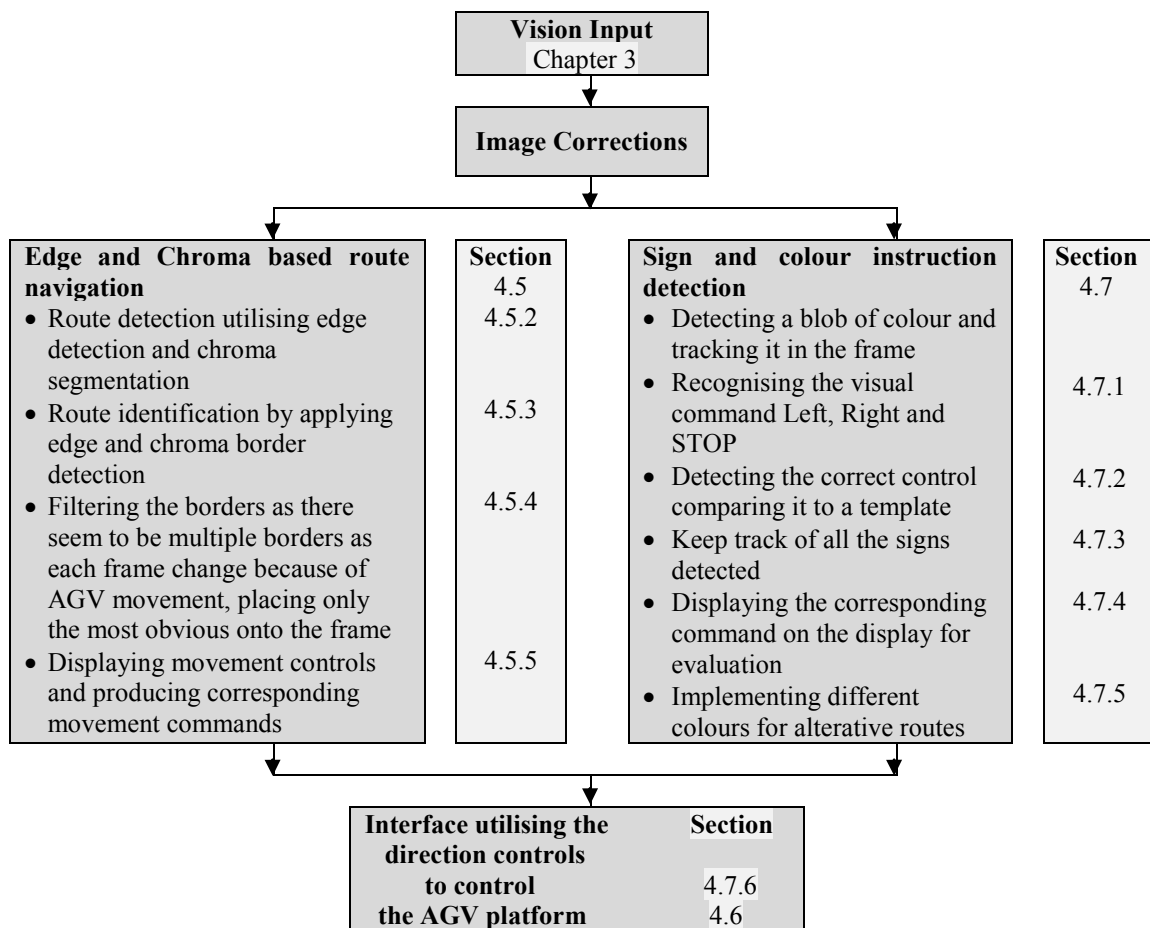 Vision Input
Chapter 3
Image Corrections
Edge and Chroma based route
navigation
• Route detection utilising edge
detection and chroma
segmentation
• Route identification by applying
edge and chroma border
detection
• Filtering the borders as there
seem to be multiple borders as
each frame change because of
AGV movement, placing only
the most obvious onto the frame
• Displaying movement controls
and producing corresponding
movement commands
Section
4.5
4.5.2
4.5.3
4.5.4
4.5.5
Sign and colour instruction
detection
• Detecting a blob of colour and
tracking it in the frame
• Recognising the visual
command Left, Right and
STOP
• Detecting the correct control
comparing it to a template
• Keep track of all the signs
detected
• Displaying the corresponding
command on the display for
evaluation
• Implementing different
colours for alterative routes
Section
4.7
4.7.1
4.7.2
4.7.3
4.7.4
4.7.5
Interface utilising the Section
direction controls
to control 4.7.6
the AGV platform 4.6